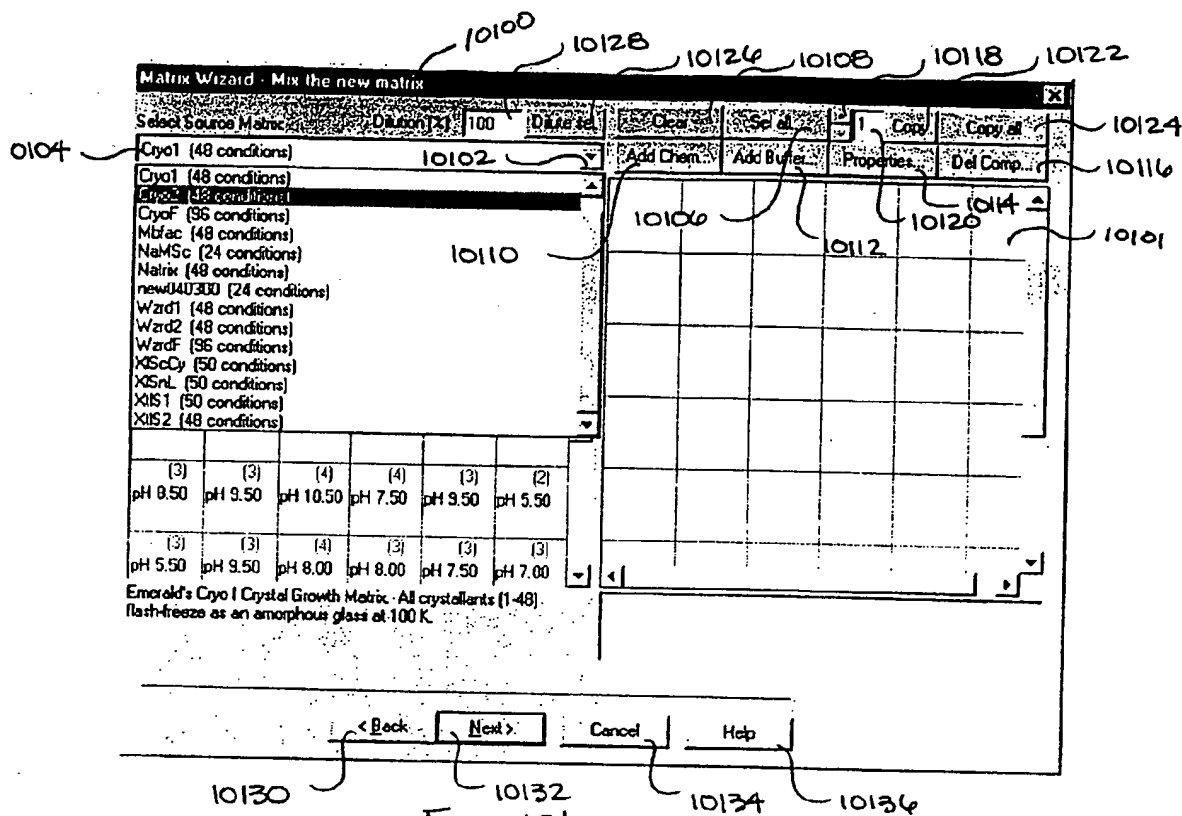 10100
10128
10126
10108
10118
10122
Matrix Wizard - Mix the new matrix
Select Source Matrix
Dilution [%]
100
Dilute sel.
Clear
Sel all
1
Copy
Copy all
10124
0104
Cryo1 (48 conditions)
10102
Add Chem...
Add Buffer...
Properties...
Del Comp...
10116
Cryo1 (48 conditions)
Cryo2 (48 conditions)
CryoF (96 conditions)
Mbfac (48 conditions)
NaMSc (24 conditions)
Natrix (48 conditions)
new040300 (24 conditions)
Wzrd1 (48 conditions)
Wzrd2 (48 conditions)
WzrdF (96 conditions)
XlScCy (50 conditions)
XlSnL (50 conditions)
XllS1 (50 conditions)
XllS2 (48 conditions)
10110
10106
10112
10114
10120
10101
(3) (3) (4) (4) (3) (2)
pH 8.50 pH 9.50 pH 10.50 pH 7.50 pH 9.50 pH 5.50
(3) (3) (4) (3) (3) (3)
pH 5.50 pH 9.50 pH 8.00 pH 8.00 pH 7.50 pH 7.00
Emerald's Cryo I Crystal Growth Matrix - All crystallants (1-48)
flash-freeze as an amorphous glass at 100 K.
< Back
Next >
Cancel
Help
10130
10132
10134
10136